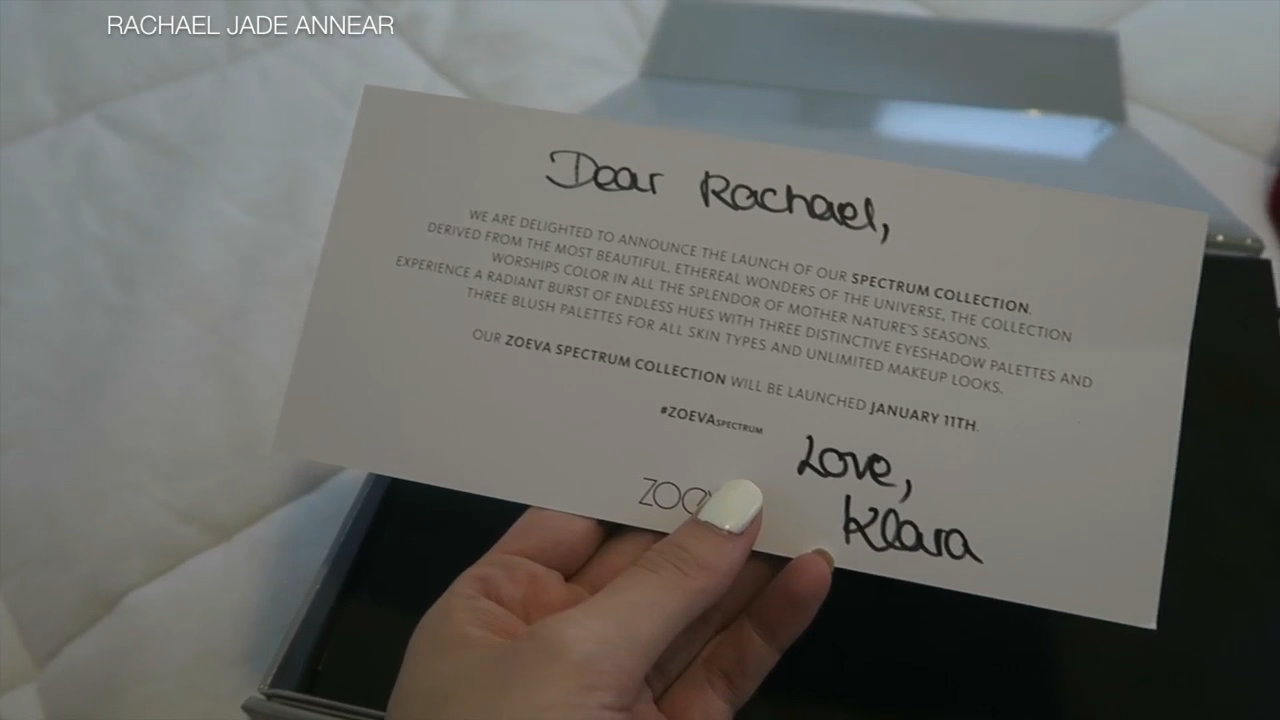 RACHAEL JADE ANNEAR
Dear Rachael,
WE ARE DELIGHTED TO ANNOUNCE THE LAUNCH OF OUR SPECTRUM COLLECTION.
DERIVED FROM THE MOST BEAUTIFUL, ETHEREAL WONDERS OF THE UNIVERSE, THE COLLECTION
WORSHIPS COLOR IN ALL THE SPLENDOR OF MOTHER NATURE'S SEASONS.
EXPERIENCE A RADIANT BURST OF ENDLESS HUES WITH THREE DISTINCTIVE EYESHADOW PALETTES AND
THREE BLUSH PALETTES FOR ALL SKIN TYPES AND UNLIMITED MAKEUP LOOKS.
OUR ZOEVA SPECTRUM COLLECTION WILL BE LAUNCHED JANUARY 11TH.
#ZOEVASPECTRUM
Love,
Klara